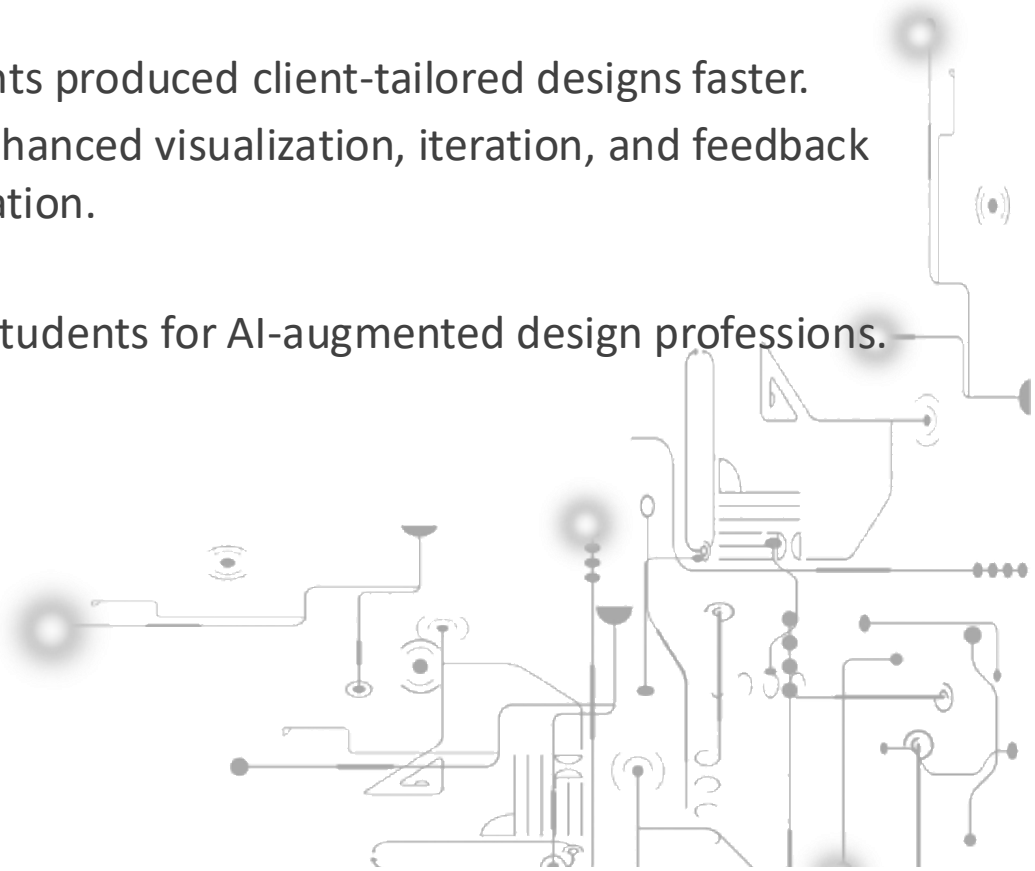 nts produced client-tailored designs faster.
hanced visualization, iteration, and feedback
ation.
tudents for AI-augmented design professions.